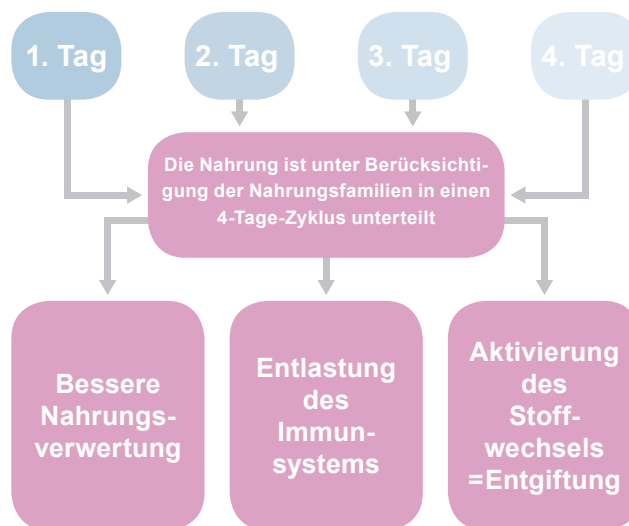 1. Tag
2. Tag
3. Tag
4. Tag
Die Nahrung ist unter Berücksichti-
gung der Nahrungsfamilien in einen
4-Tage-Zyklus unterteilt
Bessere
Nahrungs-
verwertung
Entlastung
des
Immun-
systems
Aktivierung
des
Stoff-
wechsels
=Entgiftung